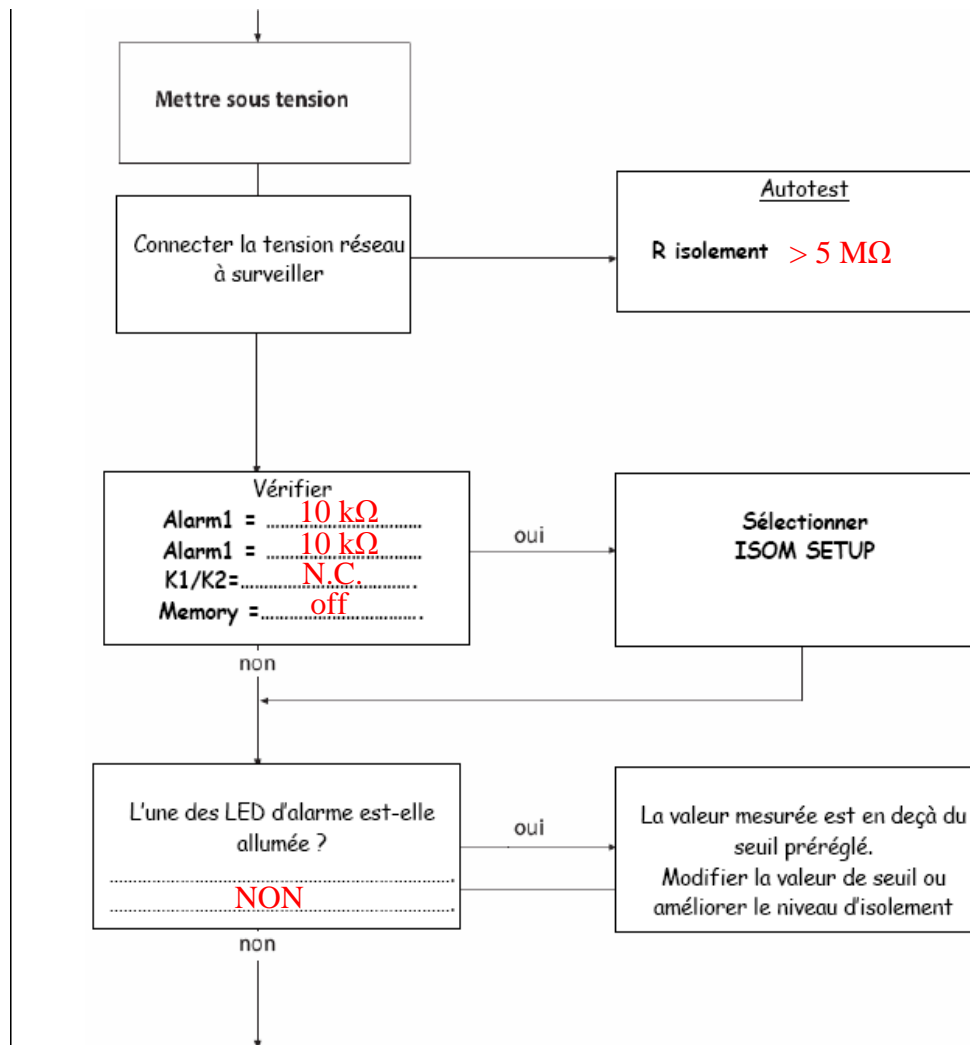 Mettre sous tension
Connecter la tension réseau
à surveiller
Autotest
R isolement > 5 MΩ
Vérifier
Alarm1 = ........10 kΩ........
Alarm1 = ........10 kΩ........
K1/K2=........N.C.........
Memory =........off.........
oui
Sélectionner
ISOM SETUP
non
L'une des LED d'alarme est-elle
allumée ?
NON
oui
La valeur mesurée est en deçà du
seuil préréglé.
Modifier la valeur de seuil ou
améliorer le niveau d'isolement
non